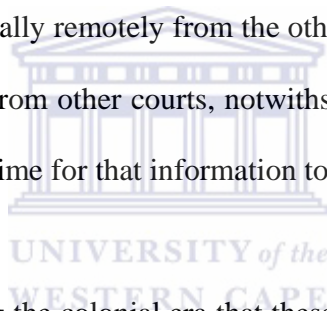 ally remotely from the oth
rom other courts, notwiths
ime for that information to
UNIVERSITY of the
WESTERN CAPE
the colonial era that these